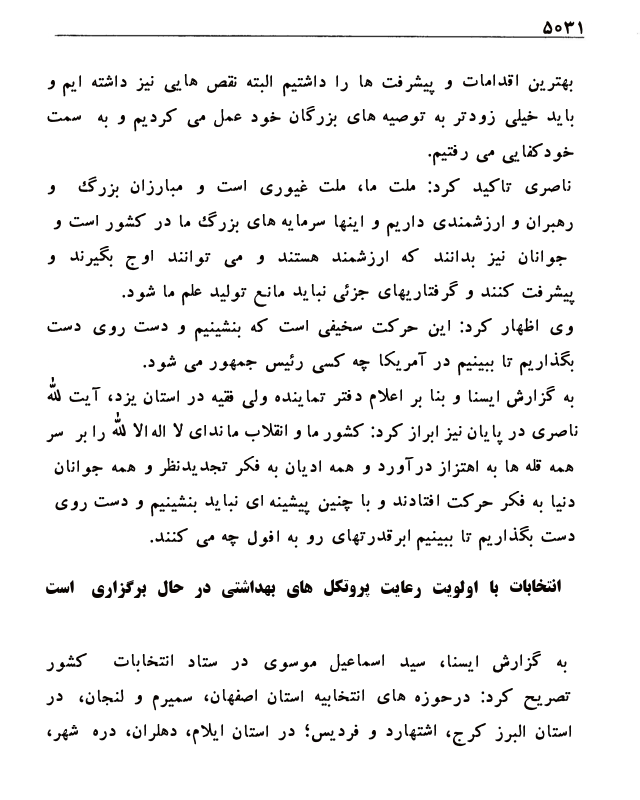 ۵۰۳۱
بهترین اقدامات و پیشرفت ها را داشتیم البته نقص هایی نیز داشته ایم و
باید خیلی زودتر به توصیه های بزرگان خود عمل می کردیم و به سمت
خودکفایی می رفتیم.
ناصری تاکید کرد: ملت ما، ملت غیوری است و مبارزان بزرگ و
رهبران و ارزشمندی داریم و اینها سرمایه های بزرگ ما در کشور است و
جوانان نیز بدانند که ارزشمند هستند و می توانند اوج بگیرند و
پیشرفت کنند و گرفتاریهای جزئی نباید مانع تولید علم ما شود.
وی اظهار کرد: این حرکت سخیفی است که بنشینیم و دست روی دست
بگذاریم تا ببینیم در آمریکا چه کسی رئیس جمهور می شود.
به گزارش ایسنا و بنا بر اعلام دفتر تماینده ولی فقیه در استان یزد، آیت الله
ناصری در پایان نیز ابراز کرد: کشور ما و انقلاب ما ندای لا اله الا الله را بر سر
همه قله ها به اهتزاز درآورد و همه ادیان به فکر تجدیدنظر و همه جوانان
دنیا به فکر حرکت افتادند و با چنین پیشینه ای نباید بنشینیم و دست روی
دست بگذاریم تا ببینیم ابرقدرتهای رو به افول چه می کنند.
انتخابات با اولویت رعایت پروتکل های بهداشتی در حال برگزاری است
به گزارش ایسنا، سید اسماعیل موسوی در ستاد انتخابات کشور
تصریح کرد: درحوزه های انتخابیه استان اصفهان، سمیرم و لنجان، در
استان البرز کرج، اشتهارد و فردیس؛ در استان ایلام، دهلران، دره شهر،